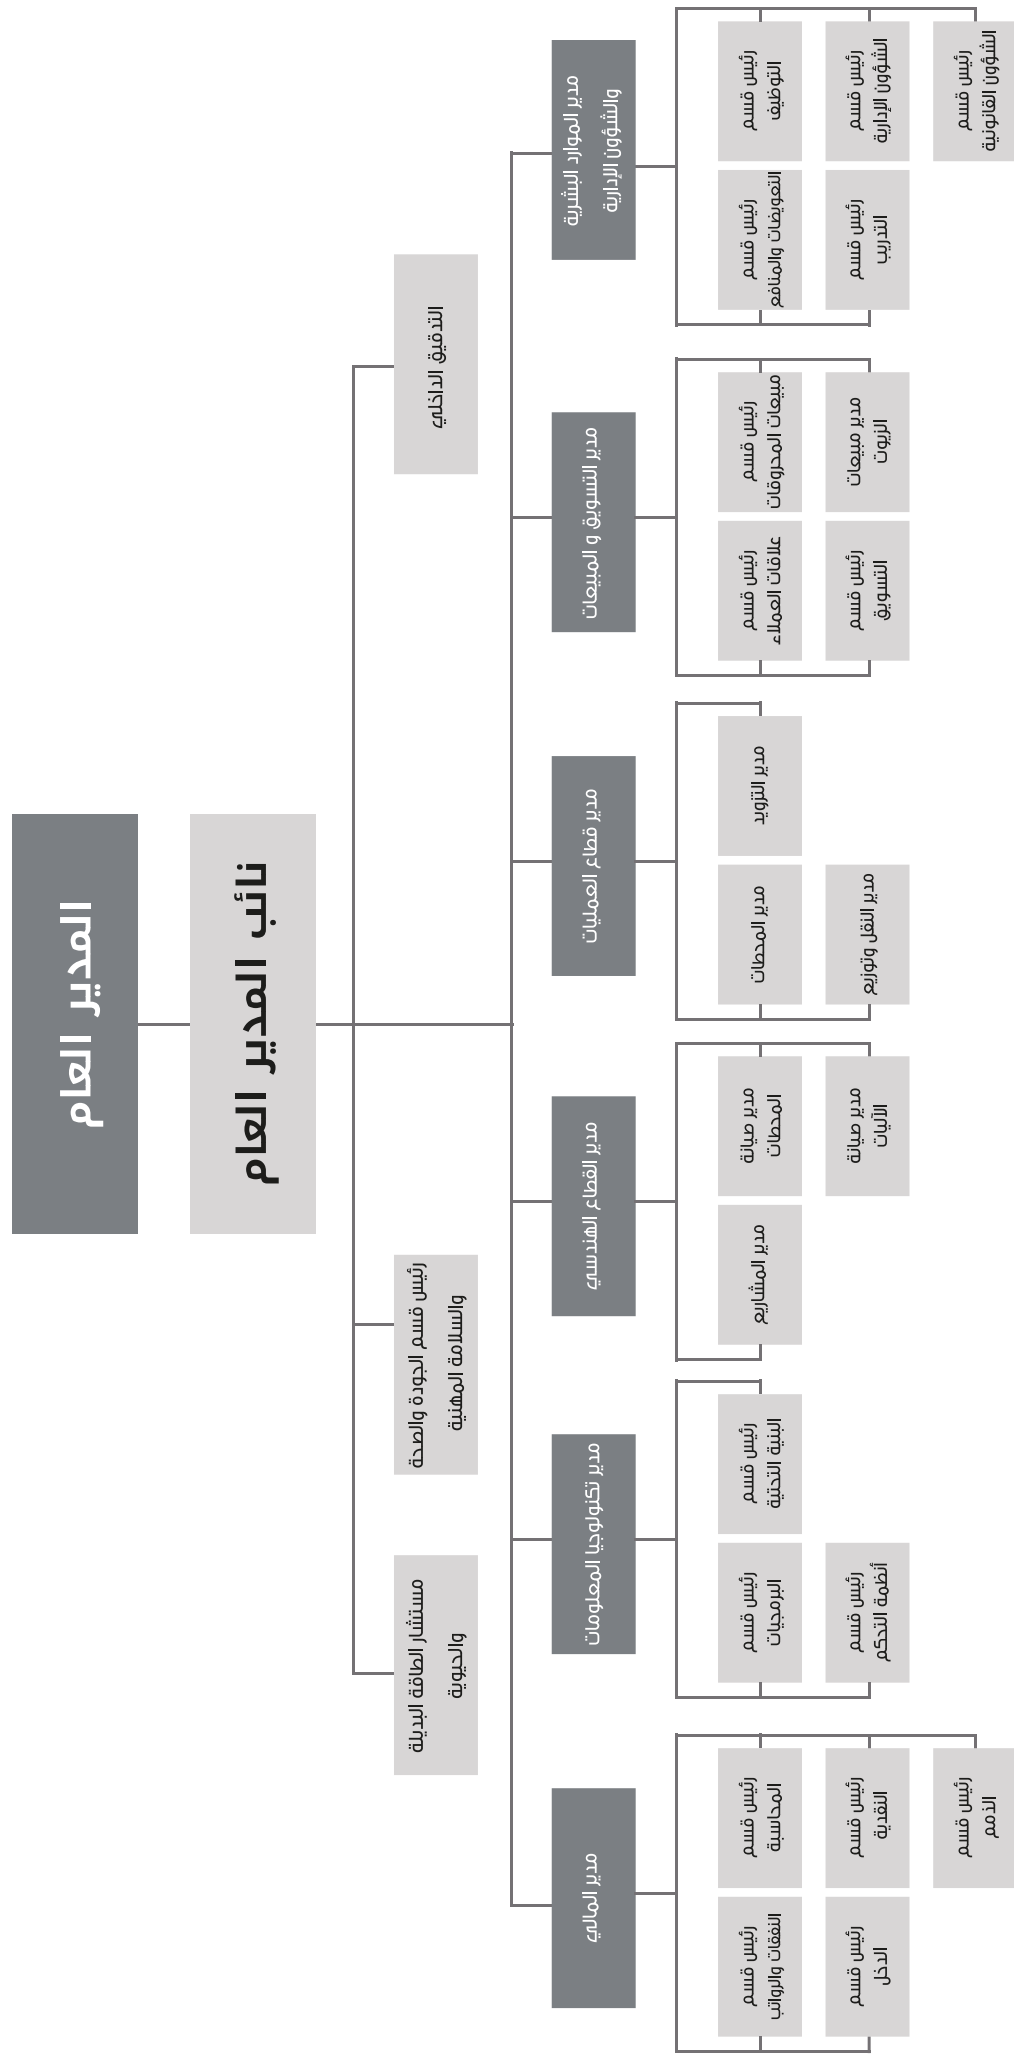 المدير العام
نائب المدير العام
التدقيق الداخلي
رئيس قسم الجودة والصحة
والسلامة المهنية
مستشار الطاقة البديلة
والحيوية
مدير الموارد البشرية
والشؤون الإدارية
رئيس قسم
التوظيف
رئيس قسم
الشؤون الإدارية
رئيس قسم
الشؤون القانونية
رئيس قسم
التعويضات والمنافع
رئيس قسم
التدريب
مدير التسويق و المبيعات
رئيس قسم
مبيعات المحروقات
مدير مبيعات
الزيوت
رئيس قسم
علاقات العملاء
رئيس قسم
التسويق
مدير قطاع العمليات
مدير التزويد
مدير المحطات
مدير النقل وتوزيع
مدير القطاع الهندسي
مدير صيانة
المحطات
مدير صيانة
الآليات
مدير المشاريع
مدير تكنولوجيا المعلومات
رئيس قسم
البنية التحتية
رئيس قسم
البرمجيات
رئيس قسم
أنظمة التحكم
مدير المالي
رئيس قسم
المحاسبة
رئيس قسم
النقدية
رئيس قسم
الذمم
رئيس قسم
النفقات والرواتب
رئيس قسم
الدخل